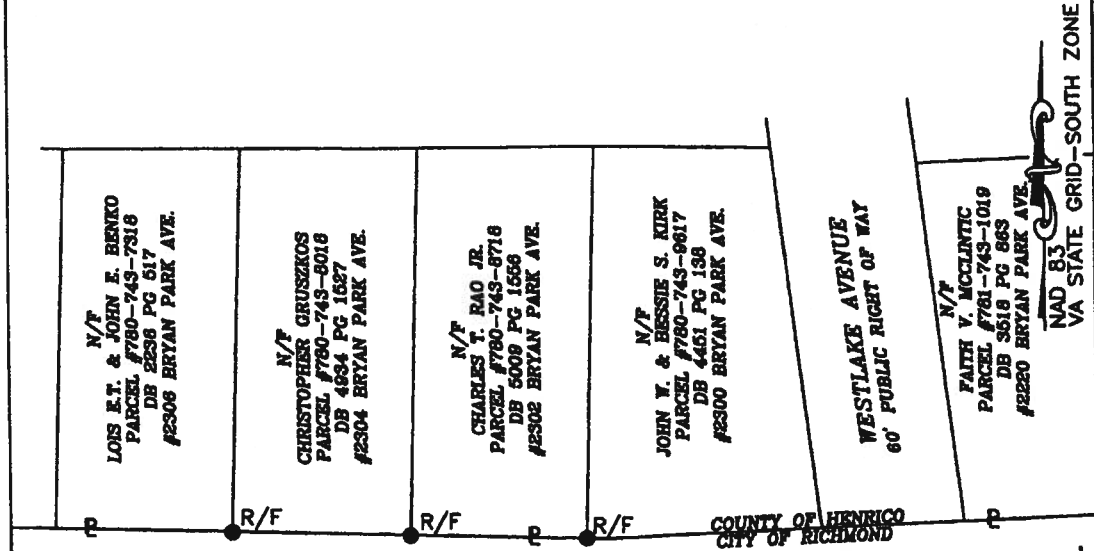 N/F
LOIS E.T. & JOHN E. BENKO
PARCEL #780-743-7318
DB 2236 PG 517
#2306 BRYAN PARK AVE.
N/F
CHRISTOPHER GRUSZKOS
PARCEL #780-743-8018
DB 4934 PG 1527
#2304 BRYAN PARK AVE.
N/F
CHARLES T. RAO JR.
PARCEL #780-743-8718
DB 5009 PG 1556
#2302 BRYAN PARK AVE.
N/F
JOHN W. & BESSIE S. KIRK
PARCEL #780-743-9617
DB 4451 PG 138
#2300 BRYAN PARK AVE.
WESTLAKE AVENUE
60' PUBLIC RIGHT OF WAY
N/F
FAITH V. MCCLINTIC
PARCEL #781-743-1019
DB 3518 PG 863
#2220 BRYAN PARK AVE.
NAD 83
VA STATE GRID-SOUTH ZONE
R/F
R/F
R/F
COUNTY OF HENRICO
CITY OF RICHMOND